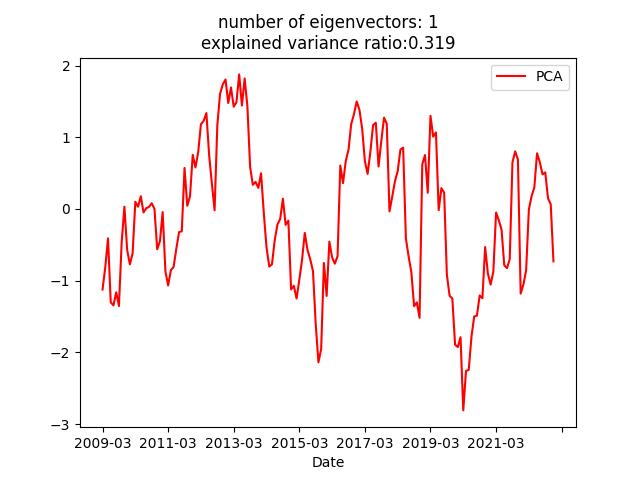 number of eigenvectors: 1
explained variance ratio:0.319
PCA
2
1
0
−1
−2
−3
2009-03 2011-03 2013-03 2015-03 2017-03 2019-03 2021-03
Date